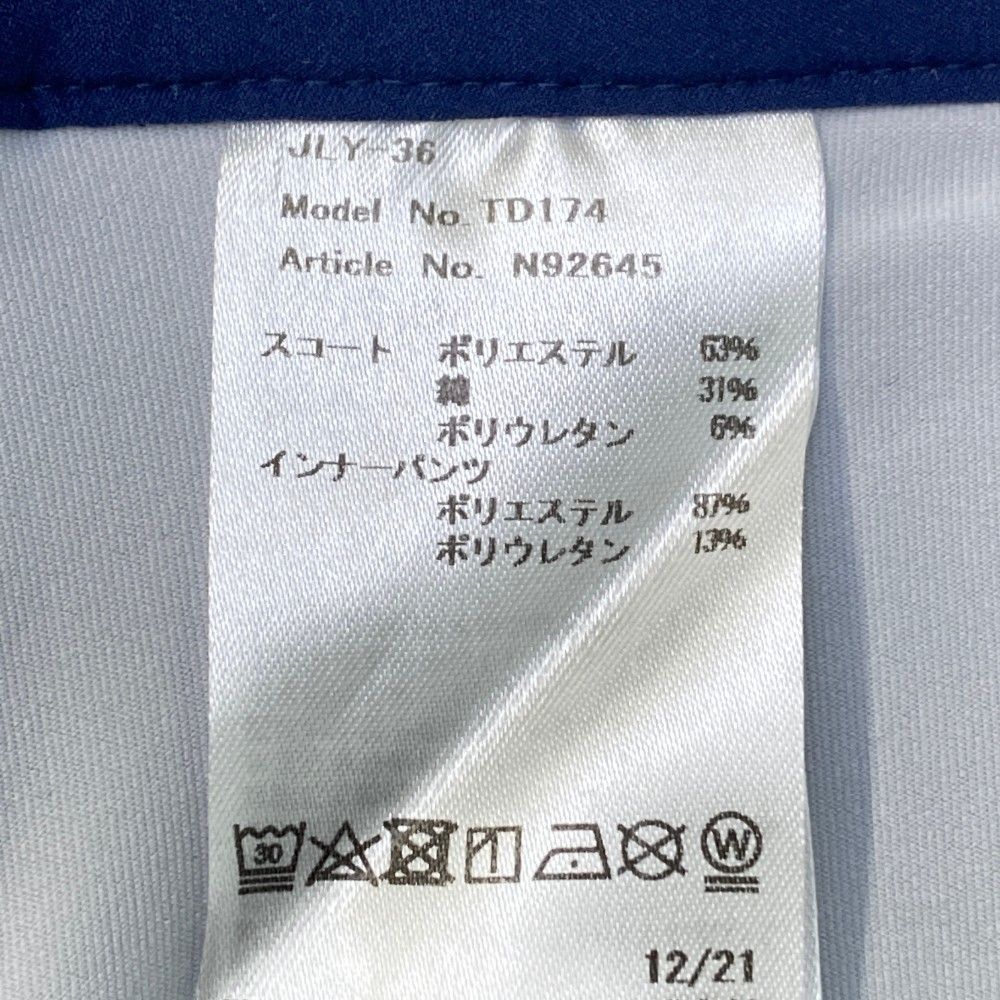 JLY-36
Model No. TD174
Article No. N92645
スコート ポリエステル 63%
綿 31%
ポリウレタン 6%
インナーパンツ
ポリエステル 87%
ポリウレタン 13%
30 W
12/21